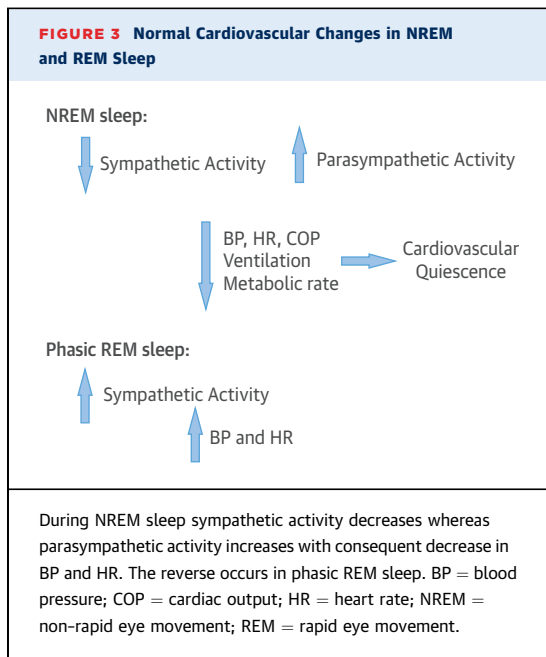 FIGURE 3 Normal Cardiovascular Changes in NREM
and REM Sleep
NREM sleep:
Sympathetic Activity
Parasympathetic Activity
BP, HR, COP
Ventilation
Metabolic rate
Cardiovascular
Quiescence
Phasic REM sleep:
Sympathetic Activity
BP and HR
During NREM sleep sympathetic activity decreases whereas
parasympathetic activity increases with consequent decrease in
BP and HR. The reverse occurs in phasic REM sleep. BP = blood
pressure; COP = cardiac output; HR = heart rate; NREM =
non-rapid eye movement; REM = rapid eye movement.